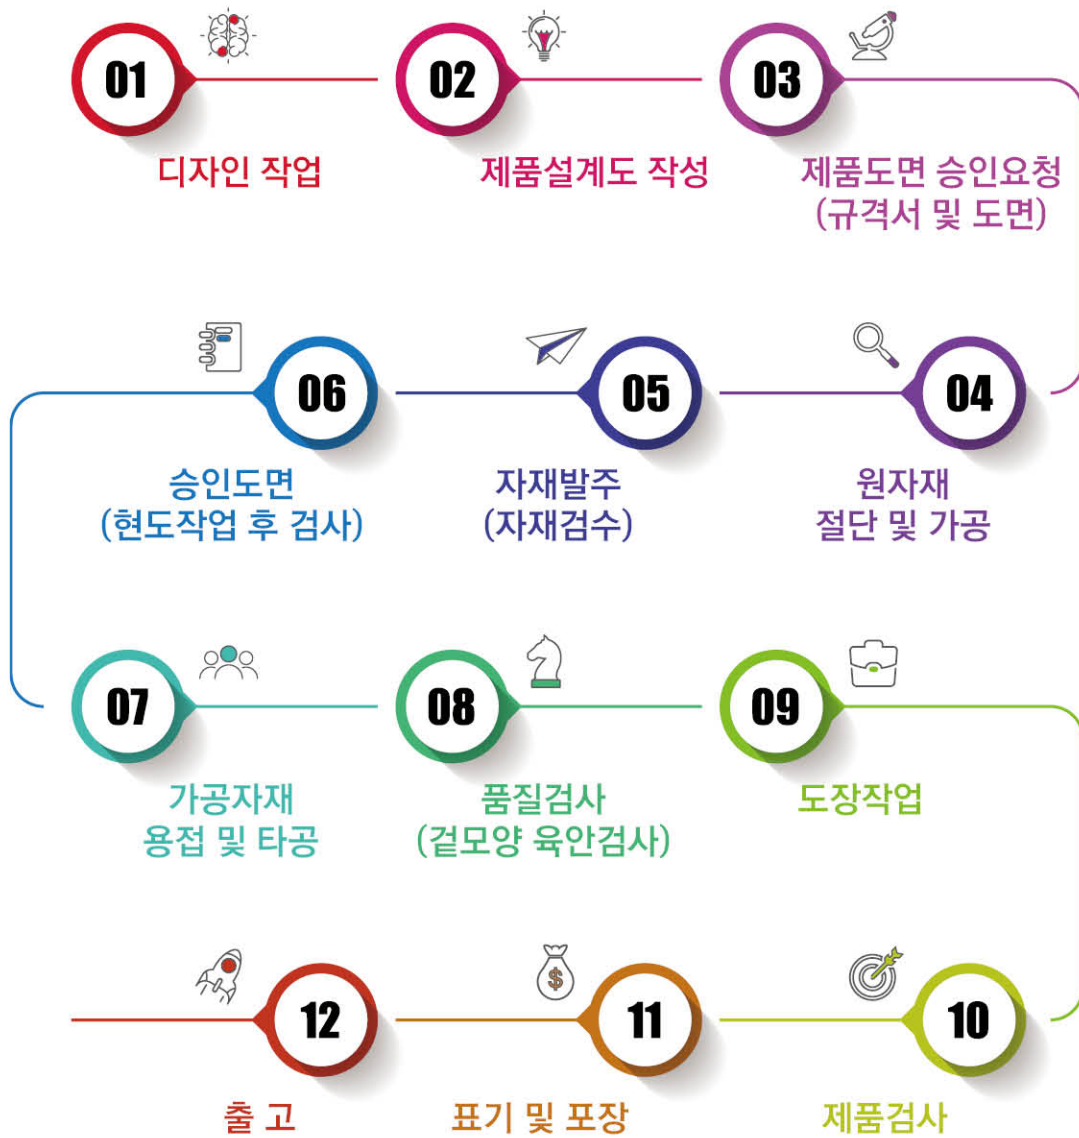 01
디자인 작업
02
제품설계도 작성
03
제품도면 승인요청
(규격서 및 도면)
04
원자재
절단 및 가공
05
자재발주
(자재검수)
06
승인도면
(현도작업 후 검사)
07
가공자재
용접 및 타공
08
품질검사
(겉모양 육안검사)
09
도장작업
10
제품검사
11
$
표기 및 포장
12
출 고